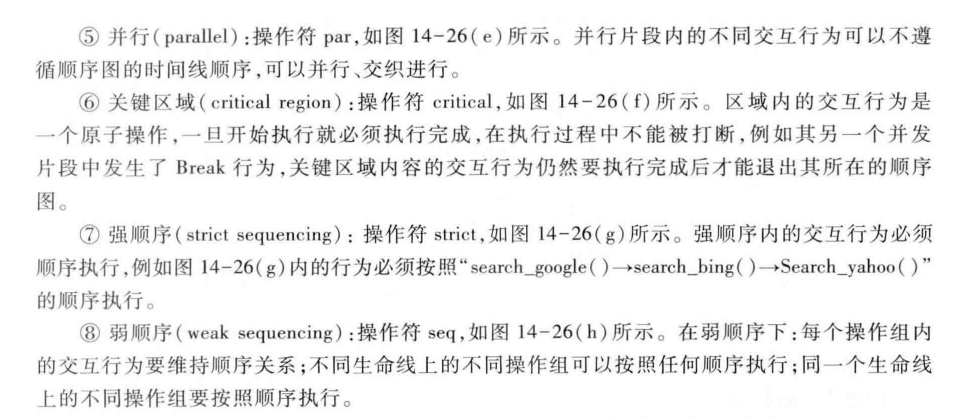 ⑤ 并行(parallel):操作符 par,如图 14-26(e)所示。并行片段内的不同交互行为可以不遵
循顺序图的时间线顺序,可以并行、交织进行。
⑥ 关键区域(critical region):操作符 critical,如图 14-26(f)所示。区域内的交互行为是
一个原子操作,一旦开始执行就必须执行完成,在执行过程中不能被打断,例如其另一个并发
片段中发生了 Break 行为,关键区域内容的交互行为仍然要执行完成后才能退出其所在的顺序
图。
⑦ 强顺序(strict sequencing): 操作符 strict,如图 14-26(g)所示。强顺序内的交互行为必须
顺序执行,例如图 14-26(g)内的行为必须按照“search_google()→search_bing()→Search_yahoo()”
的顺序执行。
⑧ 弱顺序(weak sequencing):操作符 seq,如图 14-26(h)所示。在弱顺序下:每个操作组内
的交互行为要维持顺序关系;不同生命线上的不同操作组可以按照任何顺序执行;同一个生命线
上的不同操作组要按照顺序执行。